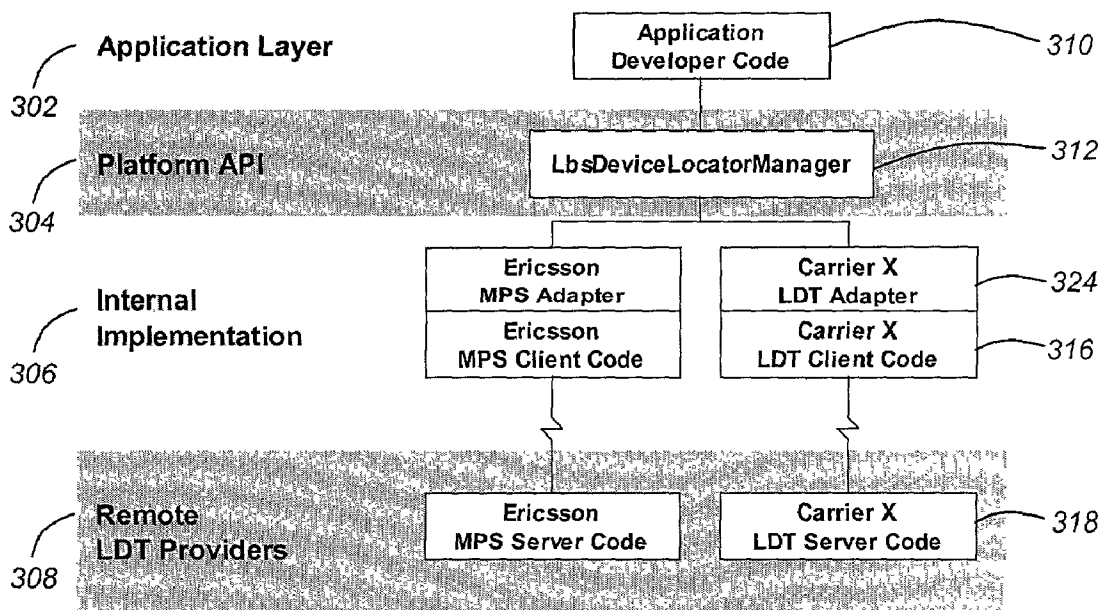 Application Layer
302
Application
Developer Code
310
Platform API
304
LbsDeviceLocatorManager
312
Internal
Implementation
306
Ericsson
MPS Adapter
Carrier X
LDT Adapter
324
Ericsson
MPS Client Code
Carrier X
LDT Client Code
316
Remote
LDT Providers
308
Ericsson
MPS Server Code
Carrier X
LDT Server Code
318